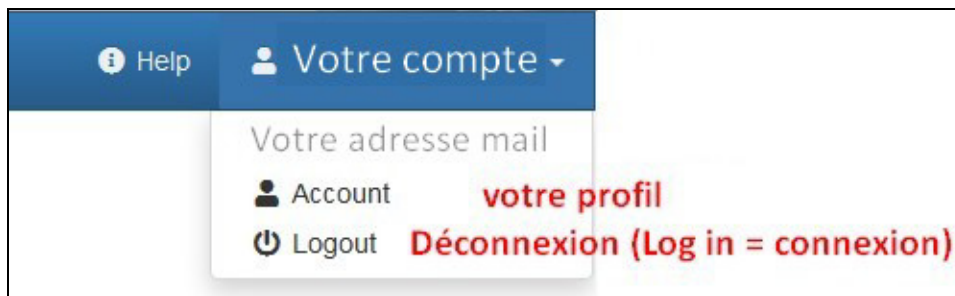 Help Votre compte
Votre adresse mail
Account votre profil
Logout Déconnexion (Log in = connexion)